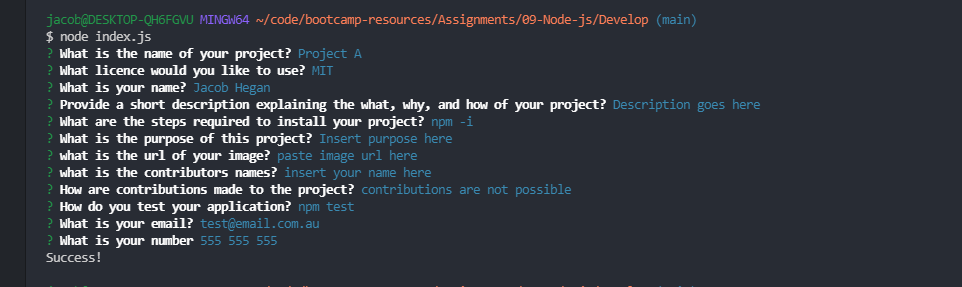 jacob@DESKTOP-QH6FGVU MINGW64 ~/code/bootcamp-resources/Assignments/09-Node-js/Develop (main)
$ node index.js
? What is the name of your project? Project A
? What licence would you like to use? MIT
? What is your name? Jacob Hegan
? Provide a short description explaining the what, why, and how of your project? Description goes here
? What are the steps required to install your project? npm -i
? What is the purpose of this project? Insert purpose here
? what is the url of your image? paste image url here
? what is the contributors names? insert your name here
? How are contributions made to the project? contributions are not possible
? How do you test your application? npm test
? What is your email? test@email.com.au
? What is your number 555 555 555
Success!